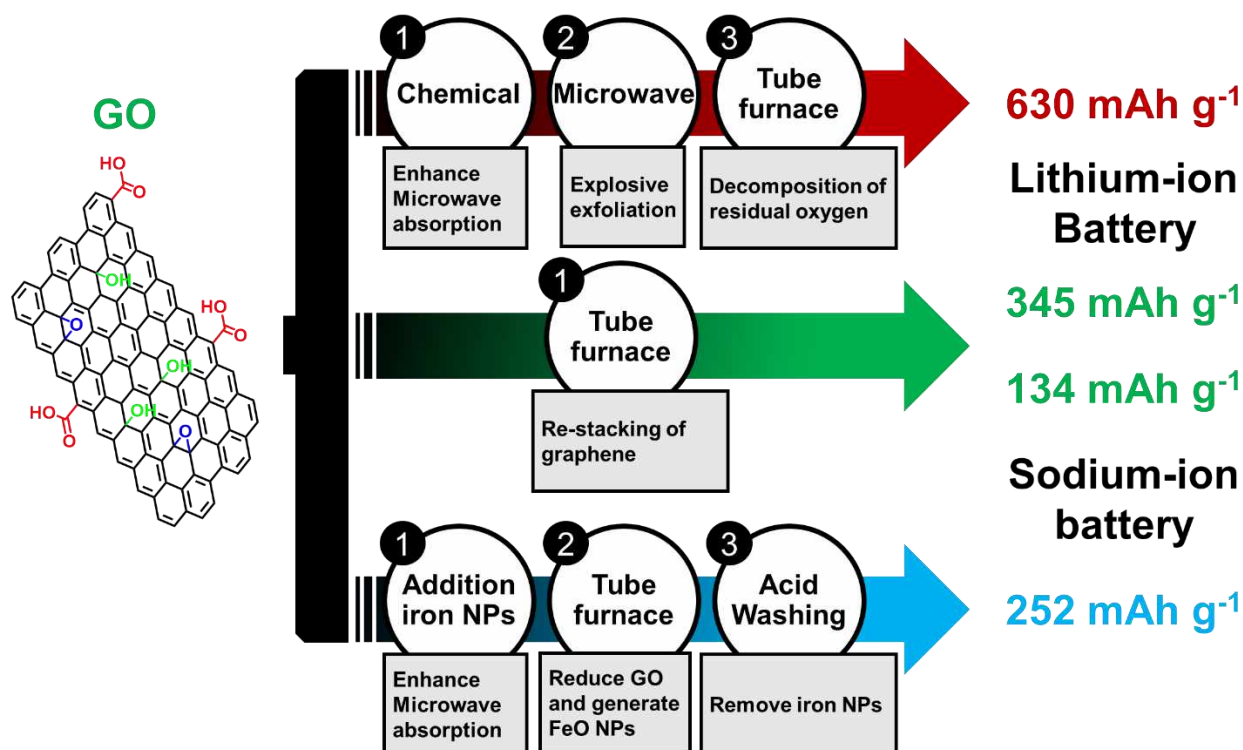 GO
HO
O
OH
O
HO
O
OH
HO
O
OH
O
1
Chemical
Enhance
Microwave
absorption
2
Microwave
Explosive
exfoliation
3
Tube
furnace
Decomposition of
residual oxygen
630 mAh g⁻¹
Lithium-ion
Battery
1
Tube
furnace
Re-stacking of
graphene
345 mAh g⁻¹
134 mAh g⁻¹
Sodium-ion
battery
1
Addition
iron NPs
Enhance
Microwave
absorption
2
Tube
furnace
Reduce GO
and generate
FeO NPs
3
Acid
Washing
Remove iron NPs
252 mAh g⁻¹